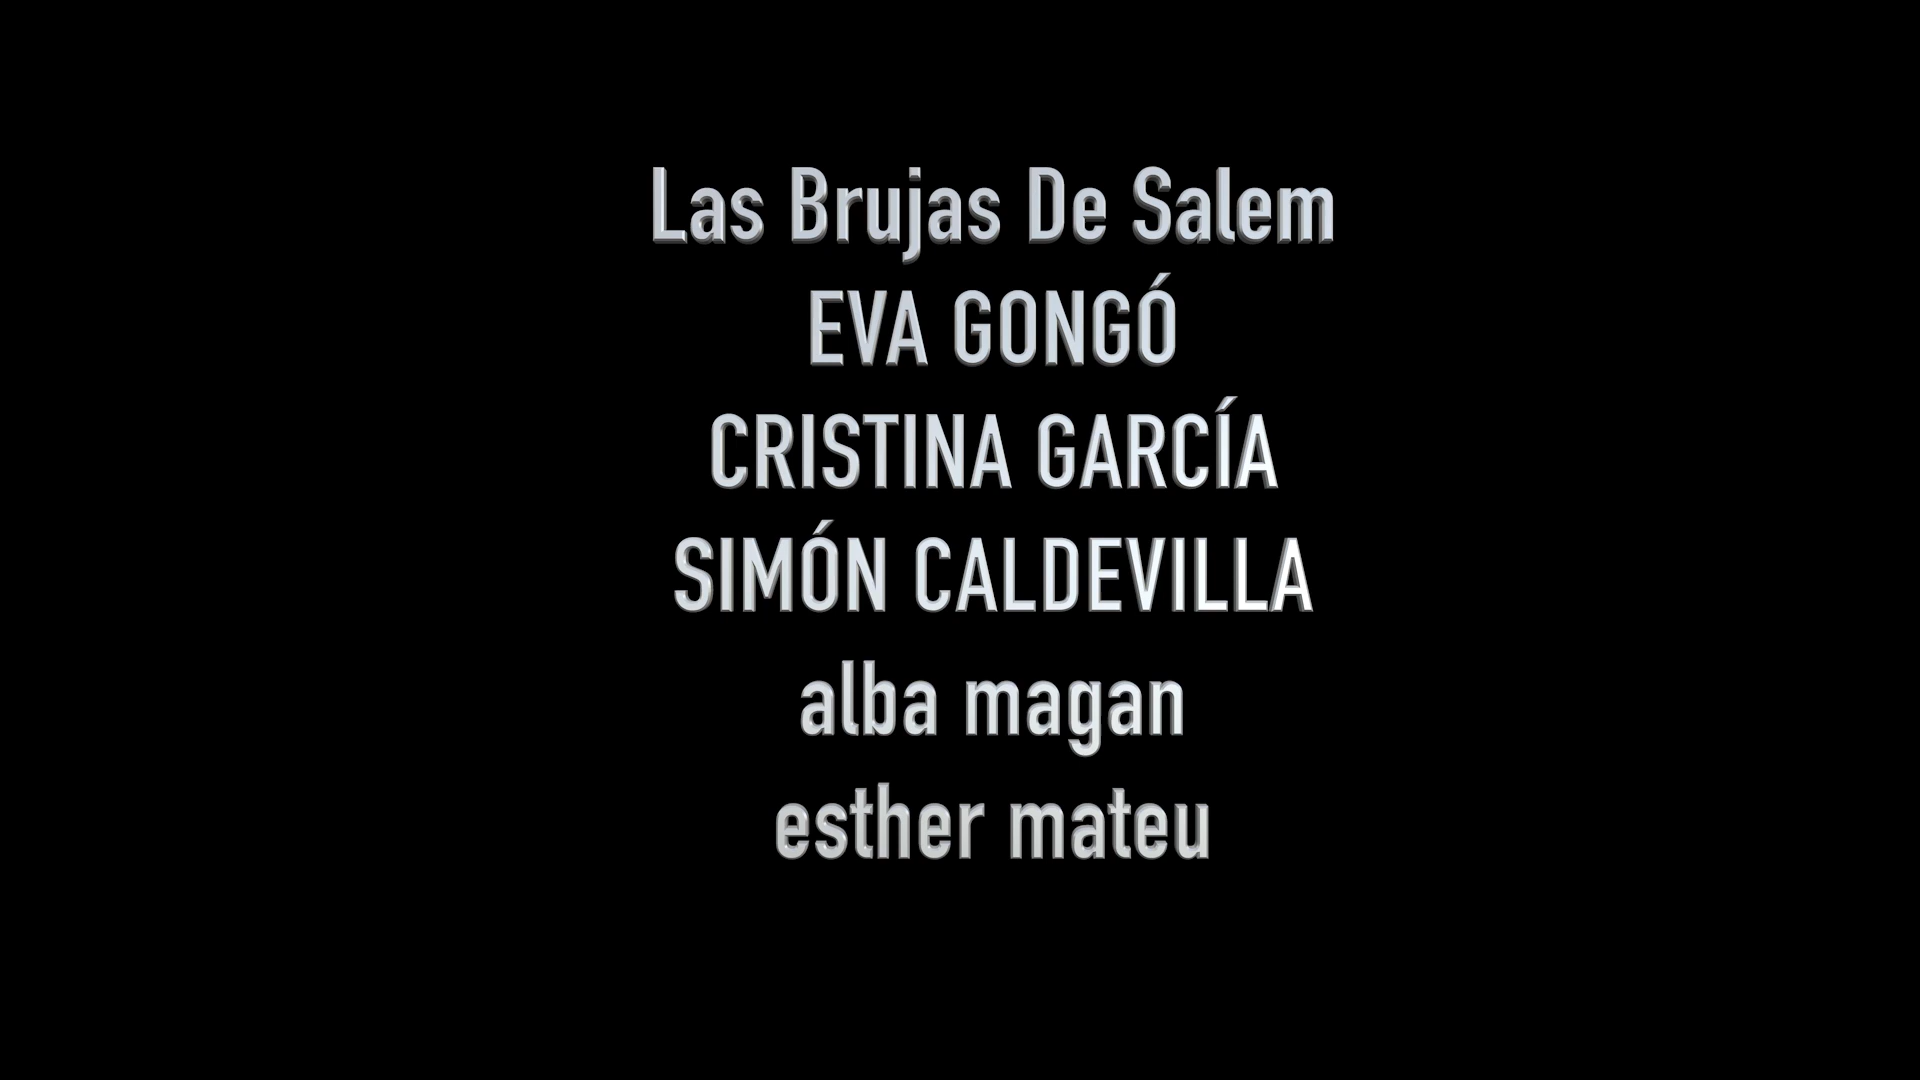 Las Brujas De Salem
EVA GONGÓ
CRISTINA GARCÍA
SIMÓN CALDEVILLA
alba magan
esther mateu